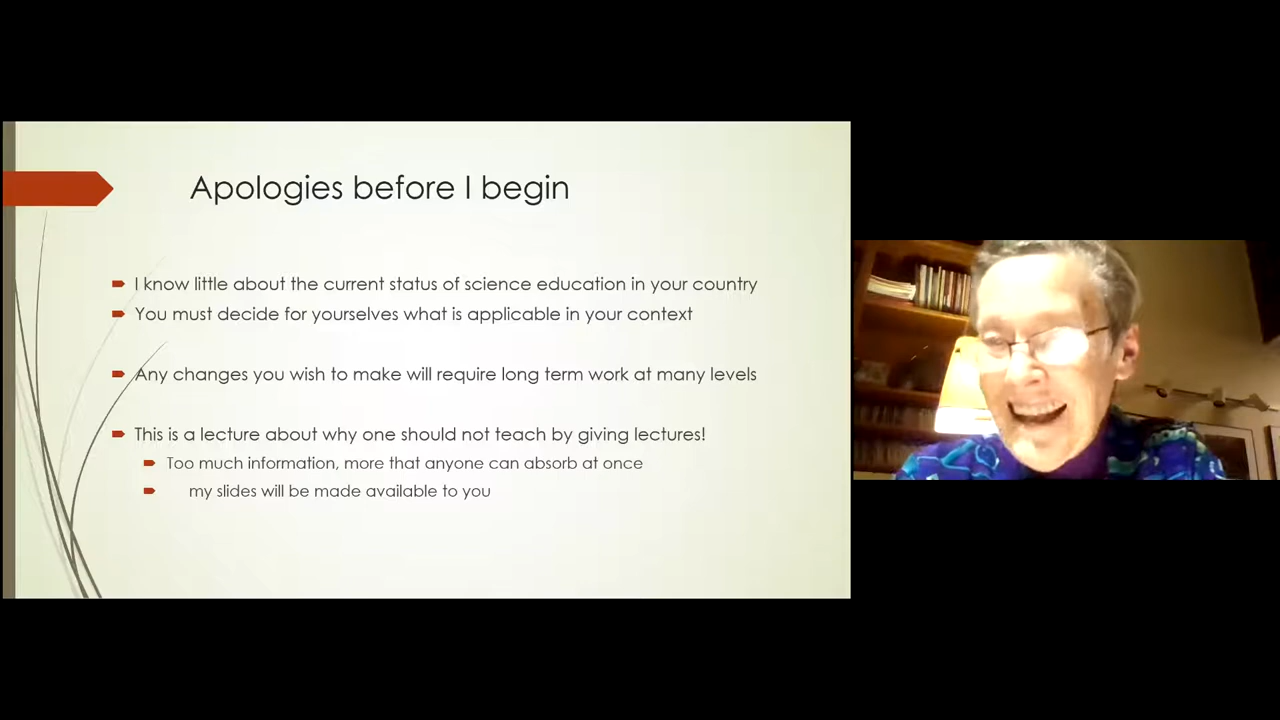 Apologies before I begin
I know little about the current status of science education in your country
You must decide for yourselves what is applicable in your context
Any changes you wish to make will require long term work at many levels
This is a lecture about why one should not teach by giving lectures!
Too much information, more that anyone can absorb at once
my slides will be made available to you